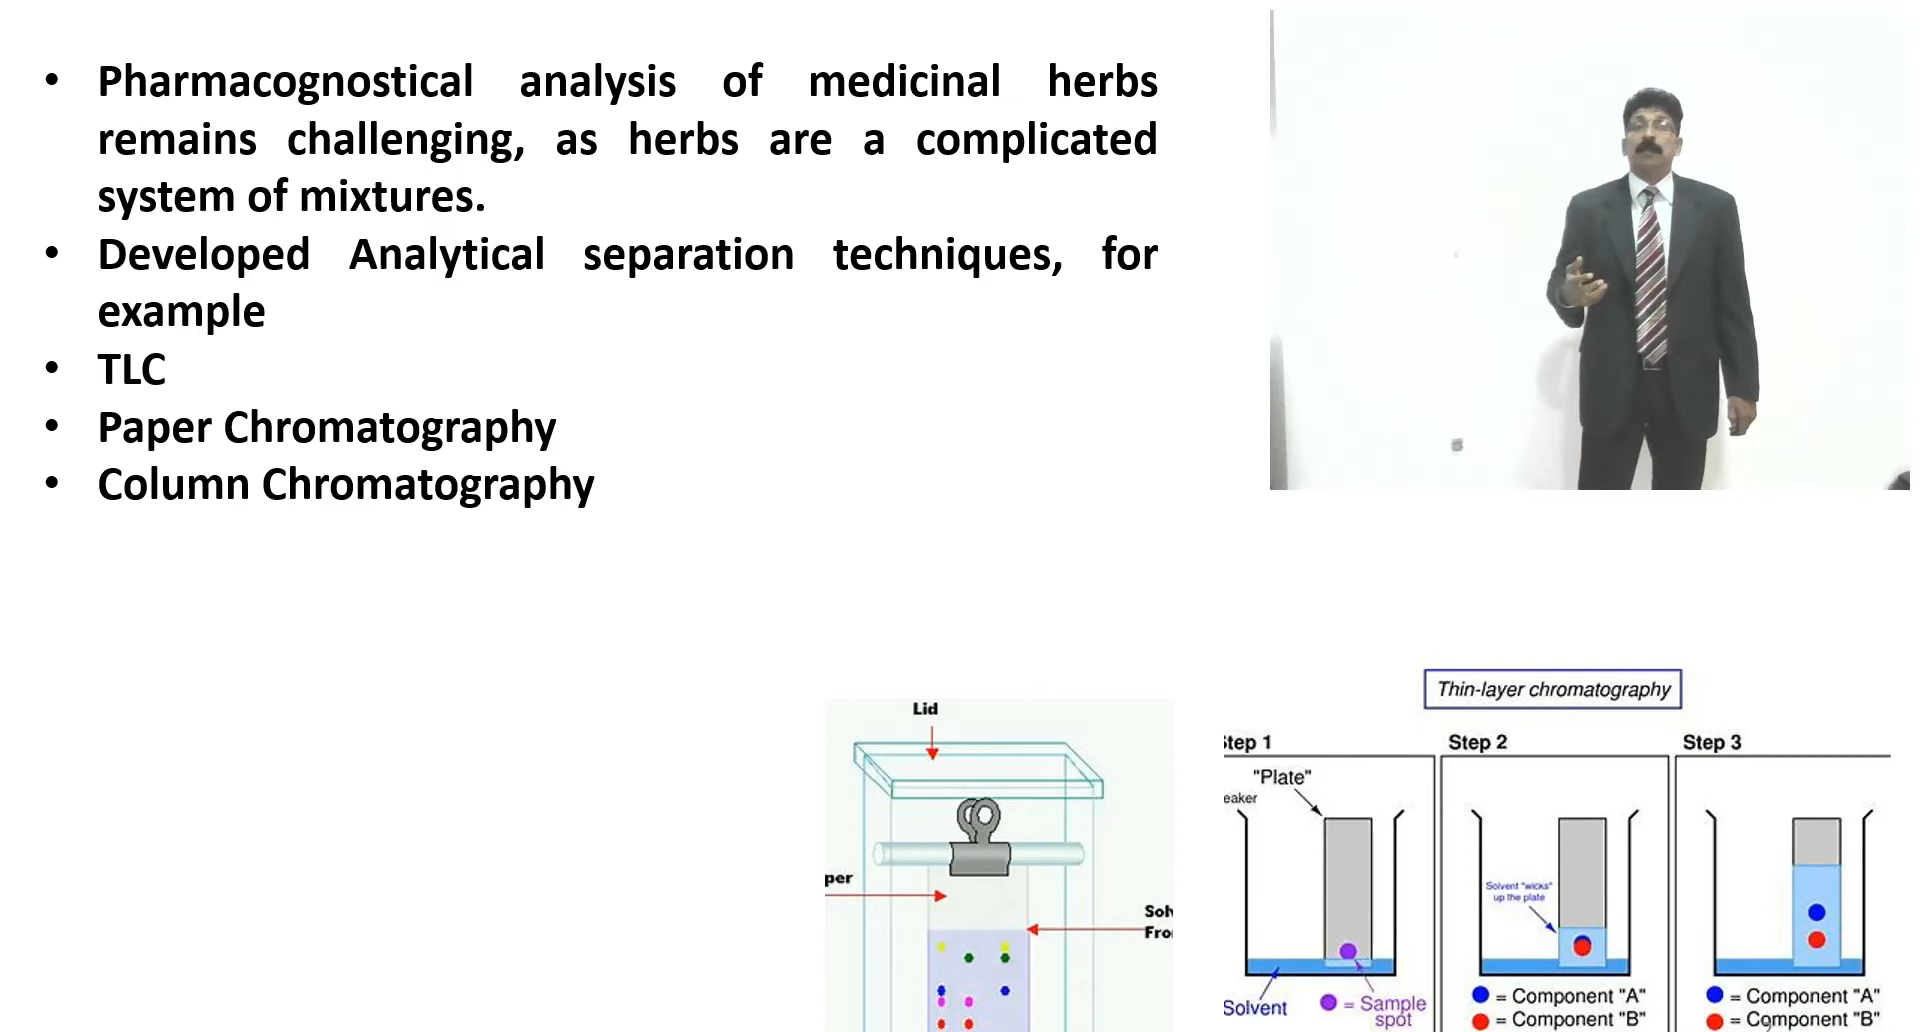 • Pharmacognostical analysis of medicinal herbs
remains challenging, as herbs are a complicated
system of mixtures.
• Developed Analytical separation techniques, for
example
• TLC
• Paper Chromatography
• Column Chromatography
Lid
per
Solv
Fro
Thin-layer chromatography
Step 1
"Plate"
eaker
Solvent
= Sample
spot
Step 2
Solvent "wicks"
up the plate
= Component "A"
= Component "B"
Step 3
= Component "A"
= Component "B"